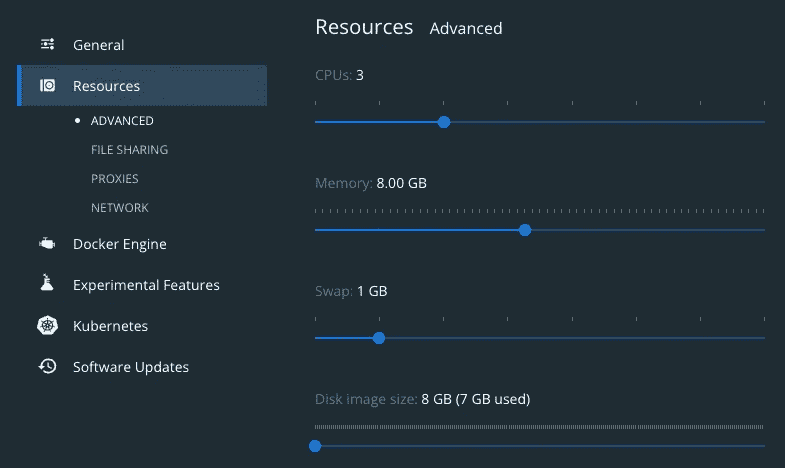 General
Resources
ADVANCED
FILE SHARING
PROXIES
NETWORK
Docker Engine
Experimental Features
Kubernetes
Software Updates
Resources Advanced
CPUs: 3
Memory: 8.00 GB
Swap: 1 GB
Disk image size: 8 GB (7 GB used)